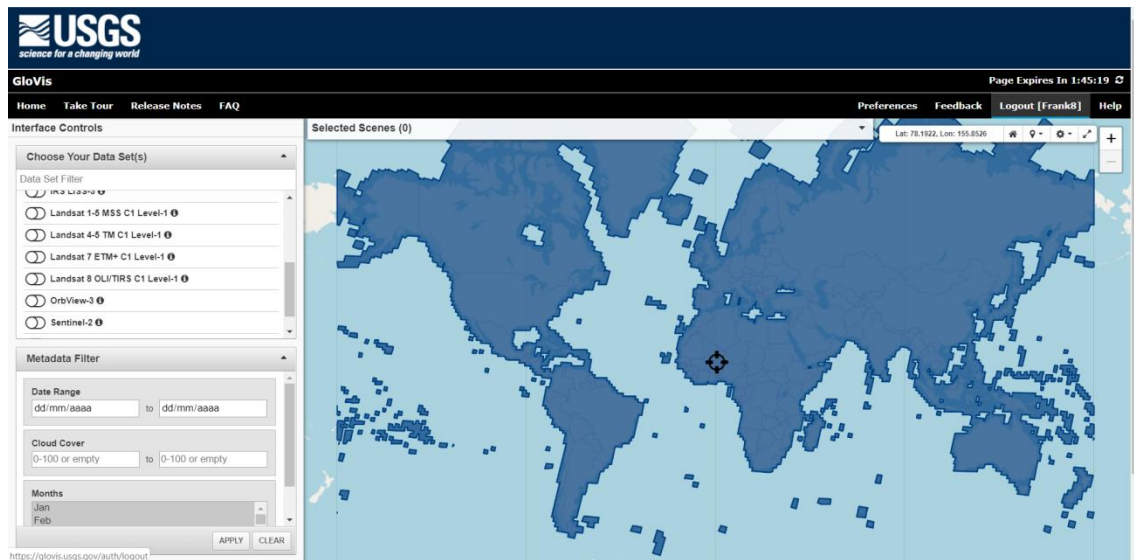 USGS
science for a changing world
GloVis
Page Expires In 1:45:19
Home Take Tour Release Notes FAQ
Preferences Feedback Logout [Frank8] Help
Interface Controls
Selected Scenes (0)
Lat: 78.1922, Lon: 155.8526
+
−
Choose Your Data Set(s)
Data Set Filter
IRS LISS-3
Landsat 1-5 MSS C1 Level-1
Landsat 4-5 TM C1 Level-1
Landsat 7 ETM+ C1 Level-1
Landsat 8 OLI/TIRS C1 Level-1
OrbView-3
Sentinel-2
Metadata Filter
Date Range
dd/mm/aaaa to dd/mm/aaaa
Cloud Cover
0-100 or empty to 0-100 or empty
Months
Jan
Feb
APPLY CLEAR
https://glovis.usgs.gov/auth/logout